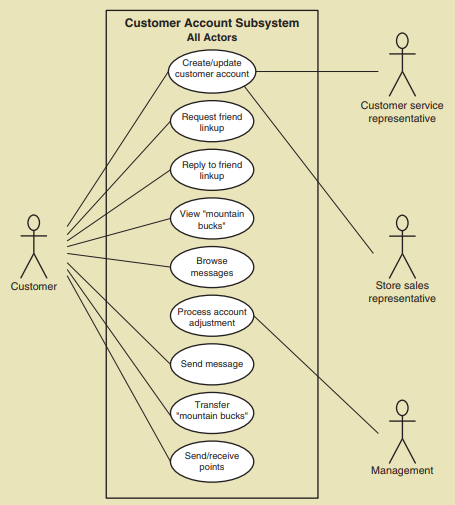 Customer Account Subsystem
All Actors
Create/update
customer account
Customer service
representative
Request friend
linkup
Reply to friend
linkup
View "mountain
bucks"
Customer
Browse
messages
Store sales
representative
Process account
adjustment
Send message
Transfer
"mountain bucks"
Send/receive
points
Management